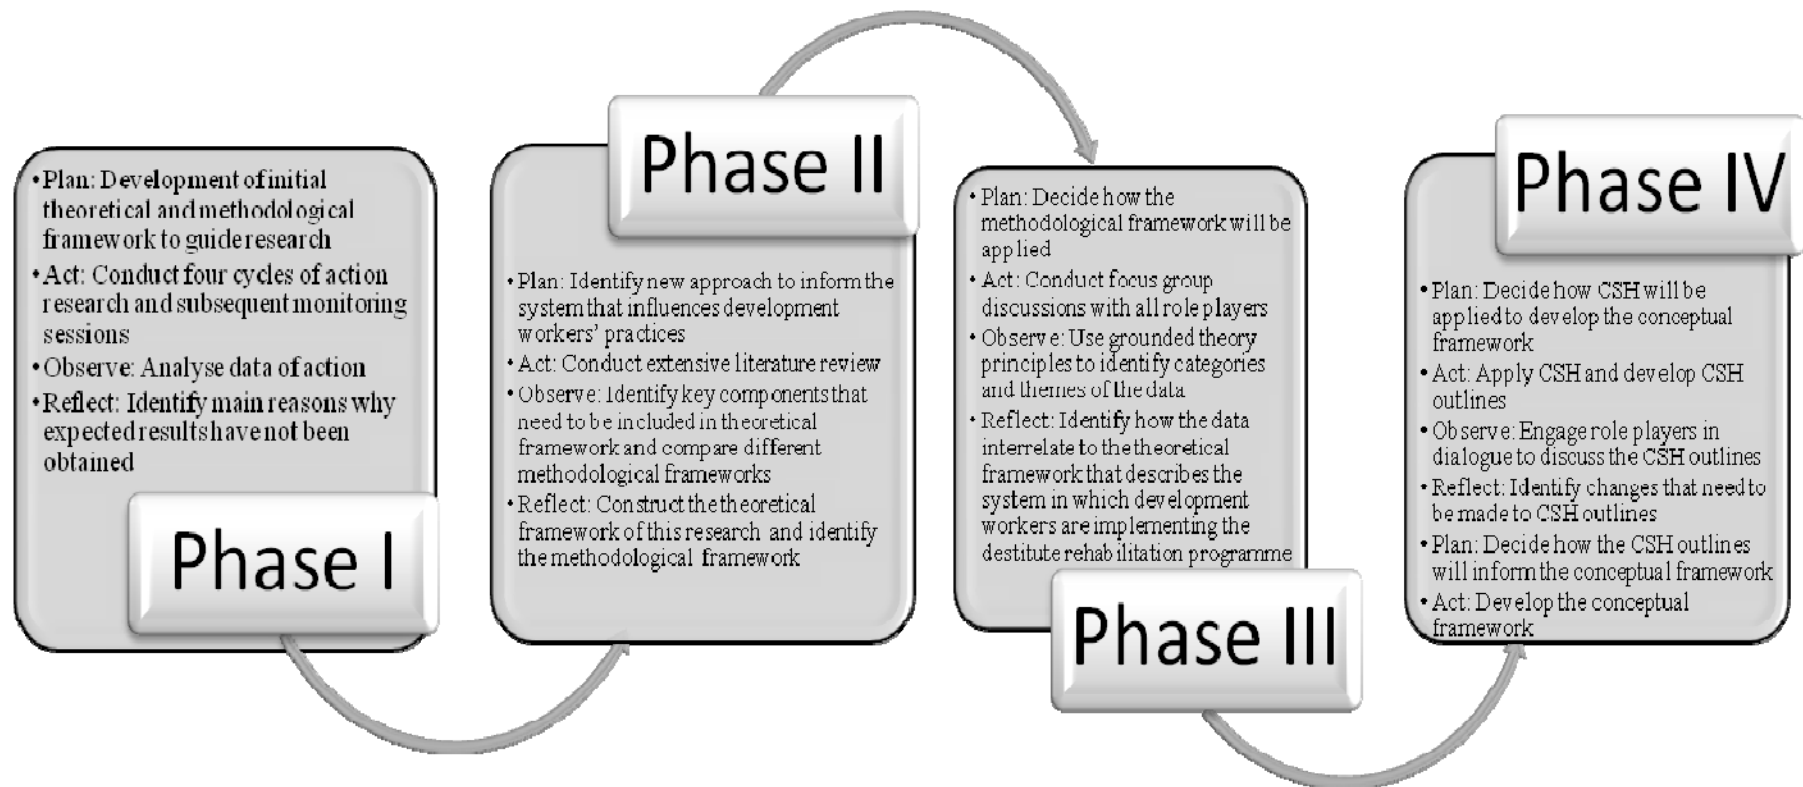 •Plan: Development of initial
theoretical and methodological
framework to guide research
•Act: Conduct four cycles of action
research and subsequent monitoring
sessions
•Observe: Analyse data of action
•Reflect: Identify main reasons why
expected results have not been
obtained
Phase I
Phase II
•Plan: Identify new approach to inform the
system that influences development
workers’ practices
•Act: Conduct extensive literature review
•Observe: Identify key components that
need to be included in theoretical
framework and compare different
methodological frameworks
•Reflect: Construct the theoretical
framework of this research and identify
the methodological framework
•Plan: Decide how the
methodological framework will be
applied
•Act: Conduct focus group
discussions with all role players
•Observe: Use grounded theory
principles to identify categories
and themes of the data
•Reflect: Identify how the data
interrelate to the theoretical
framework that describes the
system in which development
workers are implementing the
destitute rehabilitation programme
Phase III
Phase IV
•Plan: Decide how CSH will be
applied to develop the conceptual
framework
•Act: Apply CSH and develop CSH
outlines
•Observe: Engage role players in
dialogue to discuss the CSH outlines
•Reflect: Identify changes that need to
be made to CSH outlines
•Plan: Decide how the CSH outlines
will inform the conceptual framework
•Act: Develop the conceptual
framework